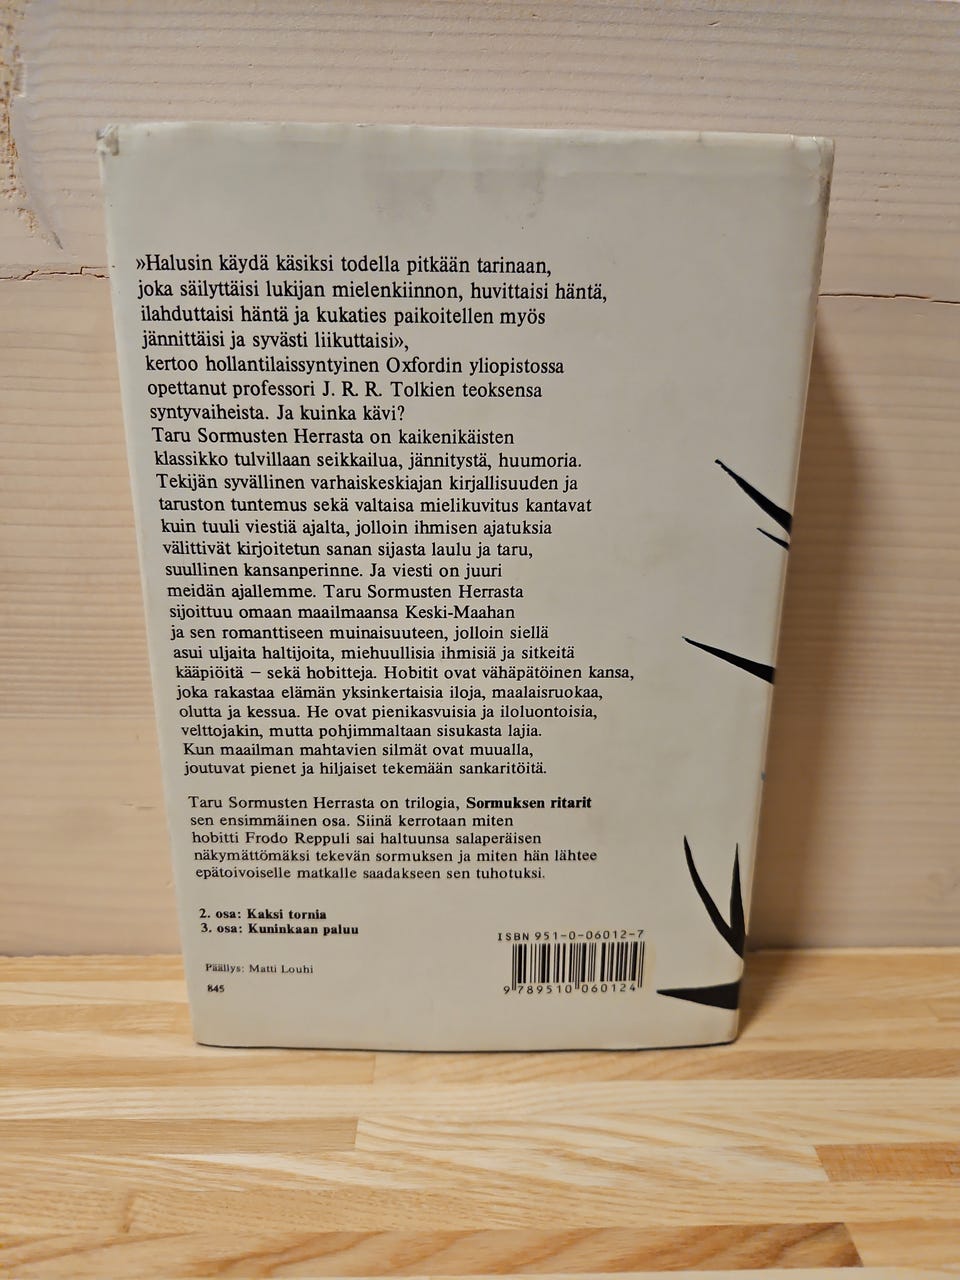 »Halusin käydä käsiksi todella pitkään tarinaan,
joka säilyttäisi lukijan mielenkiinnon, huvittaisi häntä,
ilahduttaisi häntä ja kukaties paikoitellen myös
jännittäisi ja syvästi liikuttaisi»,
kertoo hollantilaissyntyinen Oxfordin yliopistossa
opettanut professori J. R. R. Tolkien teoksensa
syntyvaiheista. Ja kuinka kävi?
Taru Sormusten Herrasta on kaikenikäisten
klassikko tulvillaan seikkailua, jännitystä, huumoria.
Tekijän syvällinen varhaiskeskiajan kirjallisuuden ja
taruston tuntemus sekä valtaisa mielikuvitus kantavat
kuin tuuli viestiä ajalta, jolloin ihmisen ajatuksia
välittivät kirjoitetun sanan sijasta laulu ja taru,
suullinen kansanperinne. Ja viesti on juuri
meidän ajallemme. Taru Sormusten Herrasta
sijoittuu omaan maailmaansa Keski-Maahan
ja sen romanttiseen muinaisuuteen, jolloin siellä
asui uljaita haltijoita, miehuullisia ihmisiä ja sitkeitä
kääpiöitä – sekä hobitteja. Hobitit ovat vähäpätöinen kansa,
joka rakastaa elämän yksinkertaisia iloja, maalaisruokaa,
olutta ja kessua. He ovat pienikasvuisia ja iloluontoisia,
velttojakin, mutta pohjimmaltaan sisukasta lajia.
Kun maailman mahtavien silmät ovat muualla,
joutuvat pienet ja hiljaiset tekemään sankaritöitä.
Taru Sormusten Herrasta on trilogia, Sormuksen ritarit
sen ensimmäinen osa. Siinä kerrotaan miten
hobitti Frodo Reppuli sai haltuunsa salaperäisen
näkymättömäksi tekevän sormuksen ja miten hän lähtee
epätoivoiselle matkalle saadakseen sen tuhotuksi.
2. osa: Kaksi tornia
3. osa: Kuninkaan paluu
Päällys: Matti Louhi
845
ISBN 951-0-06012-7
9 789510 060124